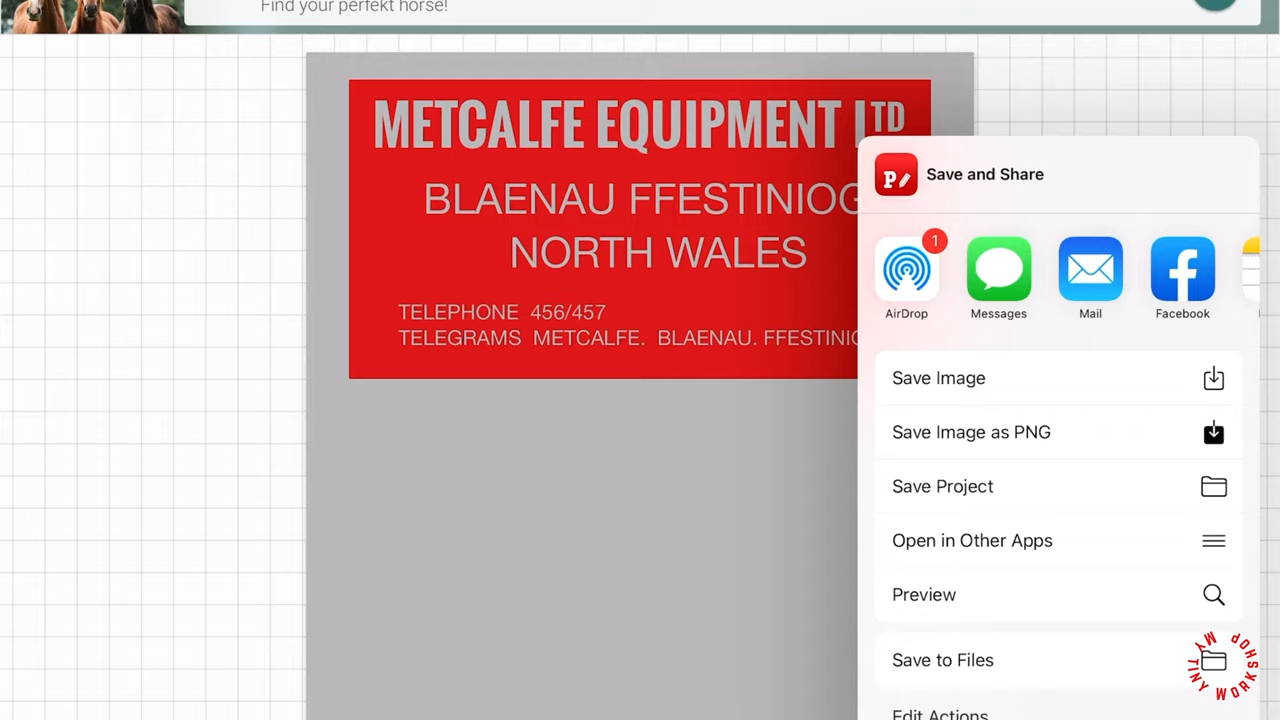 Find your perfekt horse!
METCALFE EQUIPMENT LTD
BLAENAU FFESTINIOG
NORTH WALES
TELEPHONE 456/457
TELEGRAMS METCALFE. BLAENAU. FFESTINIOG
Save and Share
1
AirDrop
Messages
Mail
Facebook
Save Image
Save Image as PNG
Save Project
Open in Other Apps
Preview
Save to Files
Edit Actions
MY TINY WORKSHOP